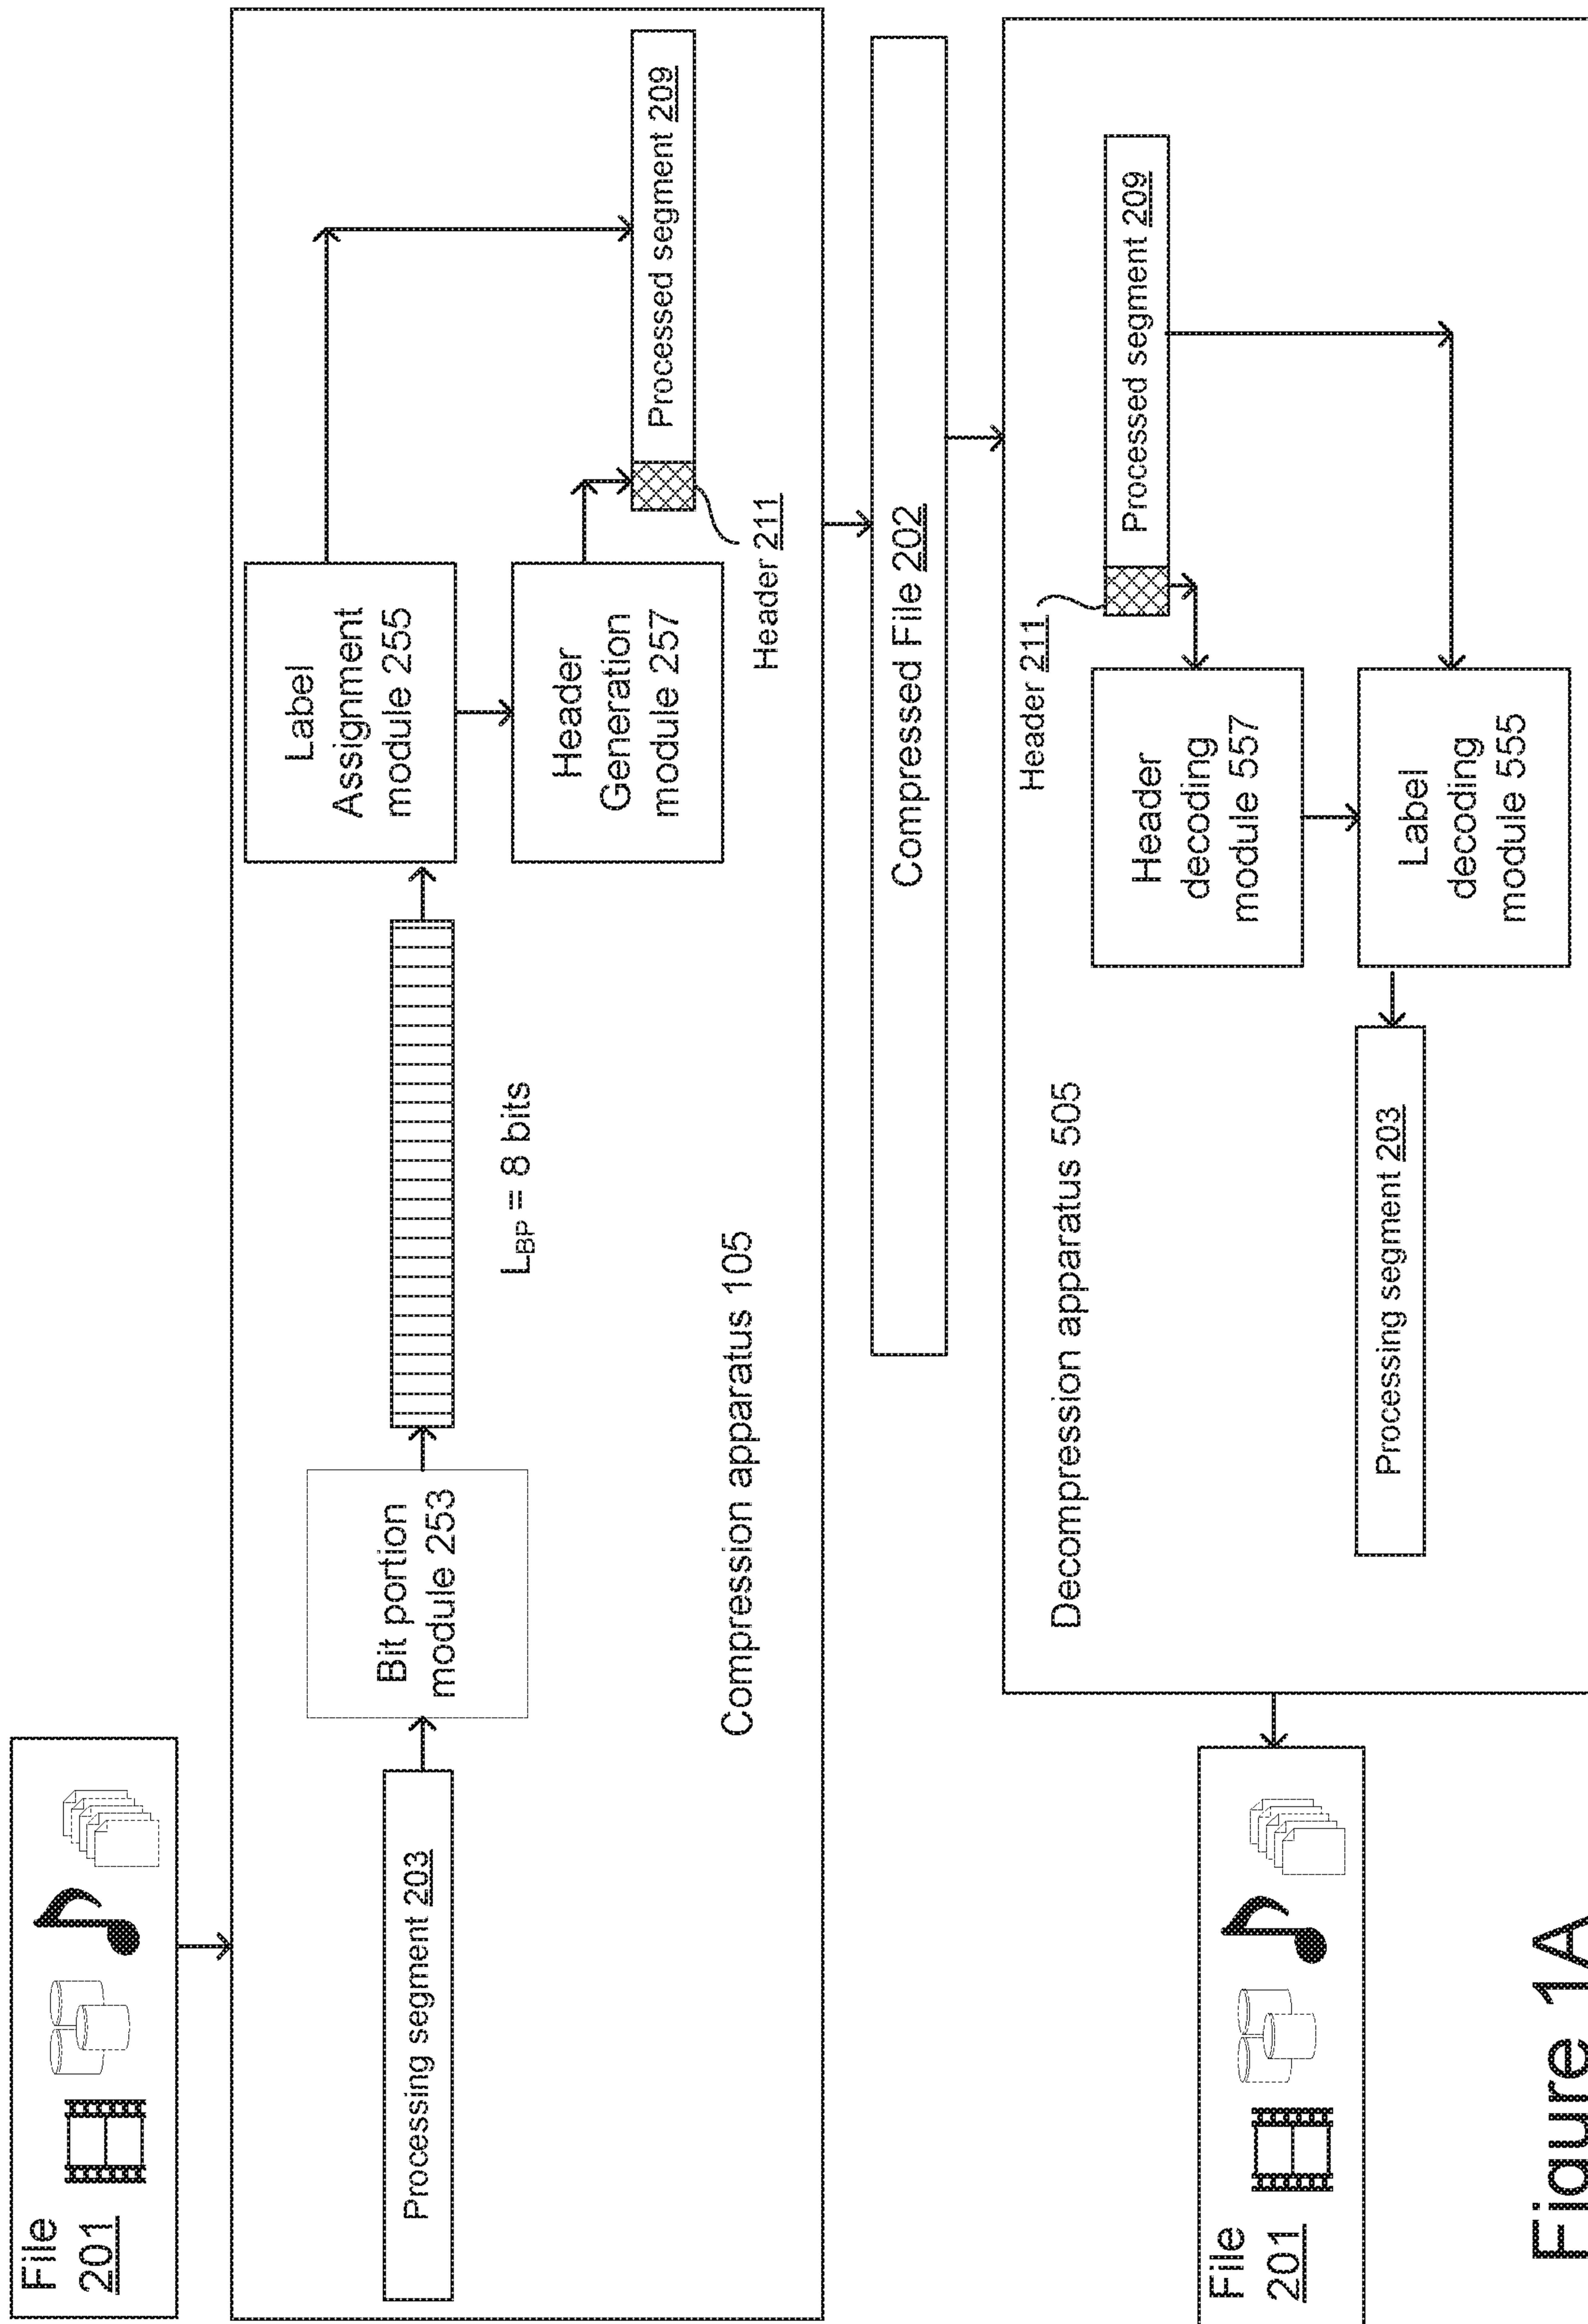 File
201
Processing segment 203
Bit portion
module 253
L_BP = 8 bits
Label
Assignment
module 255
Header
Generation
module 257
Processed segment 209
Header 211
Compression apparatus 105
Compressed File 202
Decompression apparatus 505
Header 211
Processed segment 209
Header
decoding
module 557
Label
decoding
module 555
Processing segment 203
File
201
Figure 1A